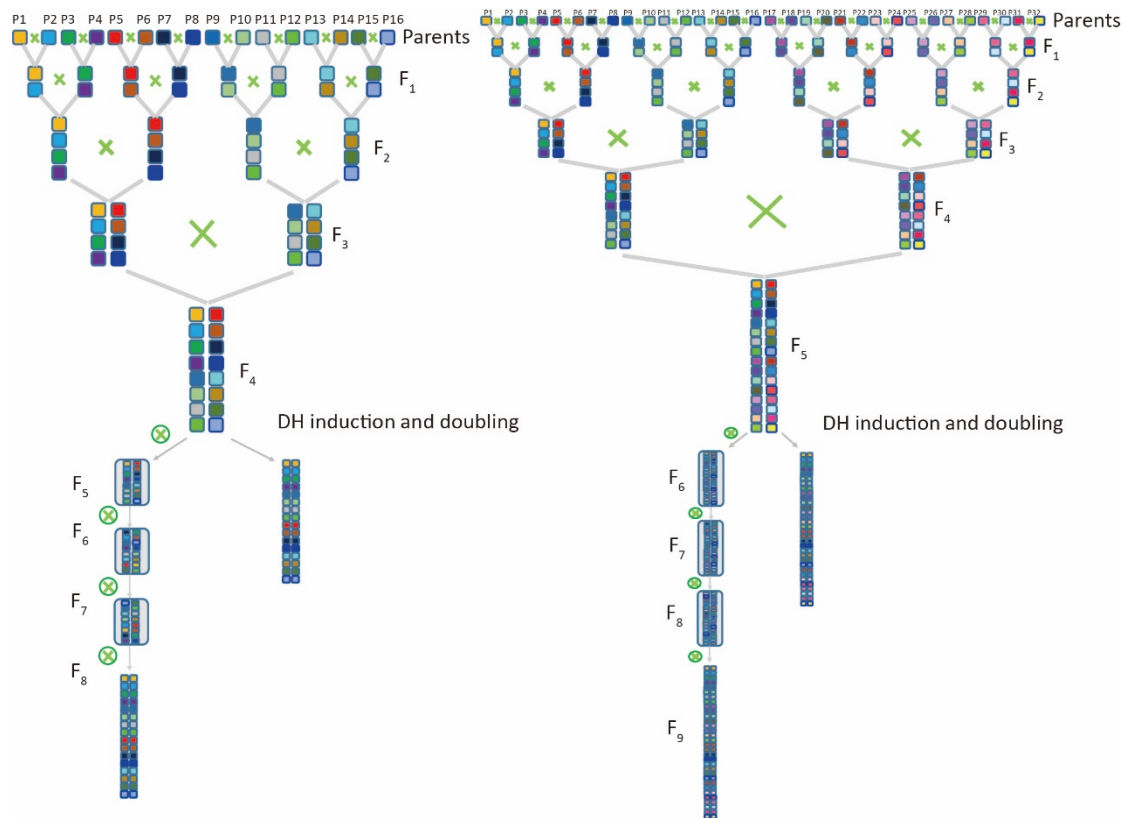 P1 P2 P3 P4 P5 P6 P7 P8 P9 P10 P11 P12 P13 P14 P15 P16
Parents
F1
F2
F3
F4
DH induction and doubling
F5
F6
F7
F8
P1 P2 P3 P4 P5 P6 P7 P8 P9 P10 P11 P12 P13 P14 P15 P16 P17 P18 P19 P20 P21 P22 P23 P24 P25 P26 P27 P28 P29 P30 P31 P32
Parents
F1
F2
F3
F4
F5
DH induction and doubling
F6
F7
F8
F9